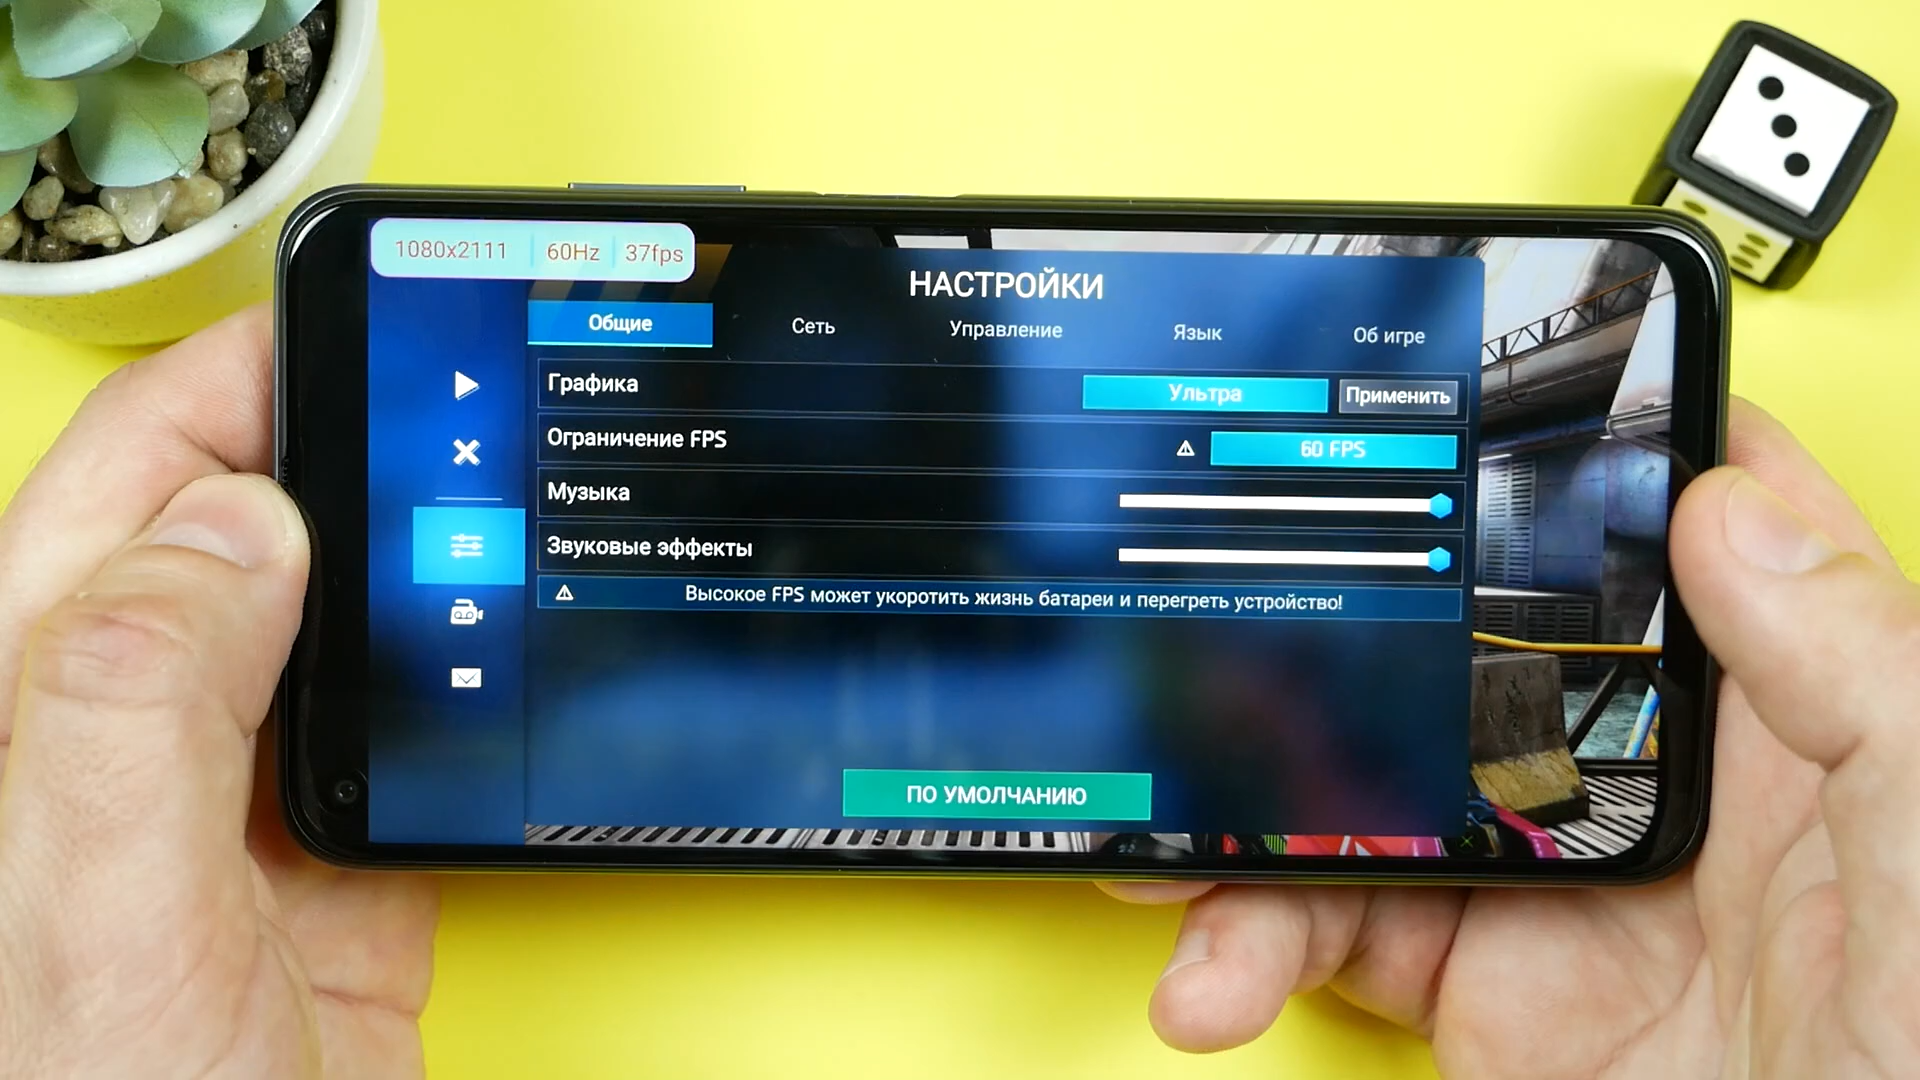 1080x2111 60Hz 37fps
НАСТРОЙКИ
Общие Сеть Управление Язык Об игре
Графика Ультра Применить
Ограничение FPS 60 FPS
Музыка
Звуковые эффекты
Высокое FPS может укоротить жизнь батареи и перегреть устройство!
ПО УМОЛЧАНИЮ